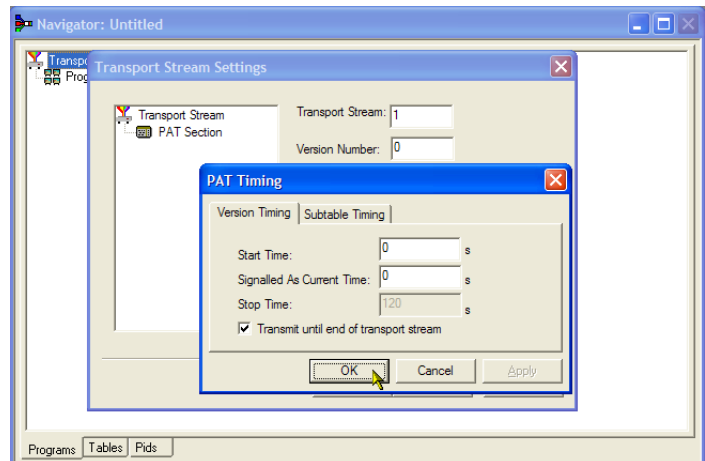 Navigator: Untitled
Transport Stream Settings
Transport Stream
PAT Section
Transport Stream: 1
Version Number: 0
PAT Timing
Version Timing Subtable Timing
Start Time: 0 s
Signalled As Current Time: 0 s
Stop Time: 120 s
Transmit until end of transport stream
OK Cancel Apply
Programs Tables Pids